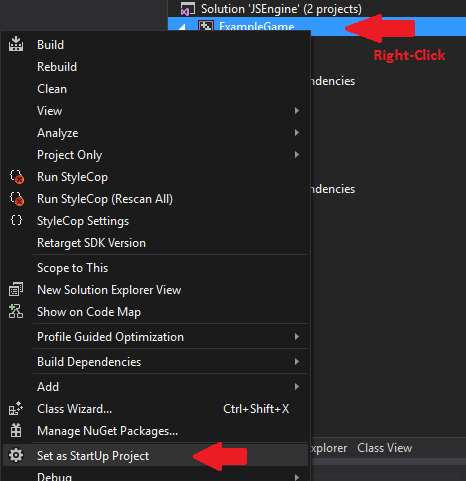 Solution 'JSEngine' (2 projects)
ExampleGame
Right-Click
Build
Rebuild
Clean
View
Analyze
Project Only
Run StyleCop
Run StyleCop (Rescan All)
StyleCop Settings
Retarget SDK Version
Scope to This
New Solution Explorer View
Show on Code Map
Profile Guided Optimization
Build Dependencies
Add
Class Wizard... Ctrl+Shift+X
Manage NuGet Packages...
Set as StartUp Project
Debug
ndencies
ndencies
xplorer Class View